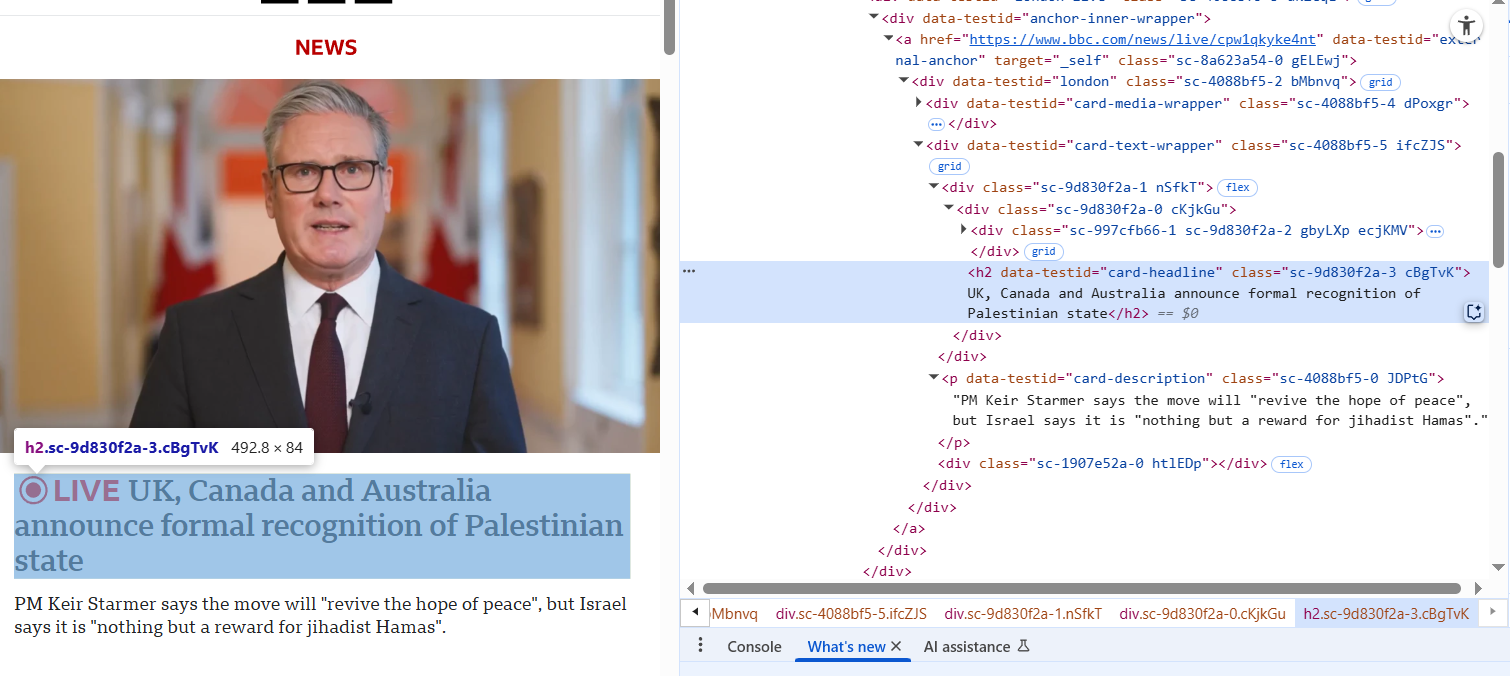 NEWS
h2.sc-9d830f2a-3.cBgTvK 492.8 × 84
LIVE UK, Canada and Australia
announce formal recognition of Palestinian
state
PM Keir Starmer says the move will "revive the hope of peace", but Israel
says it is "nothing but a reward for jihadist Hamas".
<div data-testid="anchor-inner-wrapper">
<a href="https://www.bbc.com/news/live/cpw1qkyke4nt" data-testid="exter
nal-anchor" target="_self" class="sc-8a623a54-0 gELEwj">
<div data-testid="london" class="sc-4088bf5-2 bMbnvq"> grid
<div data-testid="card-media-wrapper" class="sc-4088bf5-4 dPoxgr">
… </div>
<div data-testid="card-text-wrapper" class="sc-4088bf5-5 ifcZJS">
grid
<div class="sc-9d830f2a-1 nSfkT"> flex
<div class="sc-9d830f2a-0 cKjkGu">
<div class="sc-997cfb66-1 sc-9d830f2a-2 gbyLXp ecjKMV"> …
</div> grid
… <h2 data-testid="card-headline" class="sc-9d830f2a-3 cBgTvK">
UK, Canada and Australia announce formal recognition of
Palestinian state</h2> == $0
</div>
</div>
<p data-testid="card-description" class="sc-4088bf5-0 JDPtG">
"PM Keir Starmer says the move will "revive the hope of peace",
but Israel says it is "nothing but a reward for jihadist Hamas"."
</p>
<div class="sc-1907e52a-0 htlEDp"></div> flex
</div>
</div>
</a>
</div>
</div>
Mbnvq div.sc-4088bf5-5.ifcZJS div.sc-9d830f2a-1.nSfkT div.sc-9d830f2a-0.cKjkGu h2.sc-9d830f2a-3.cBgTvK
Console What's new AI assistance